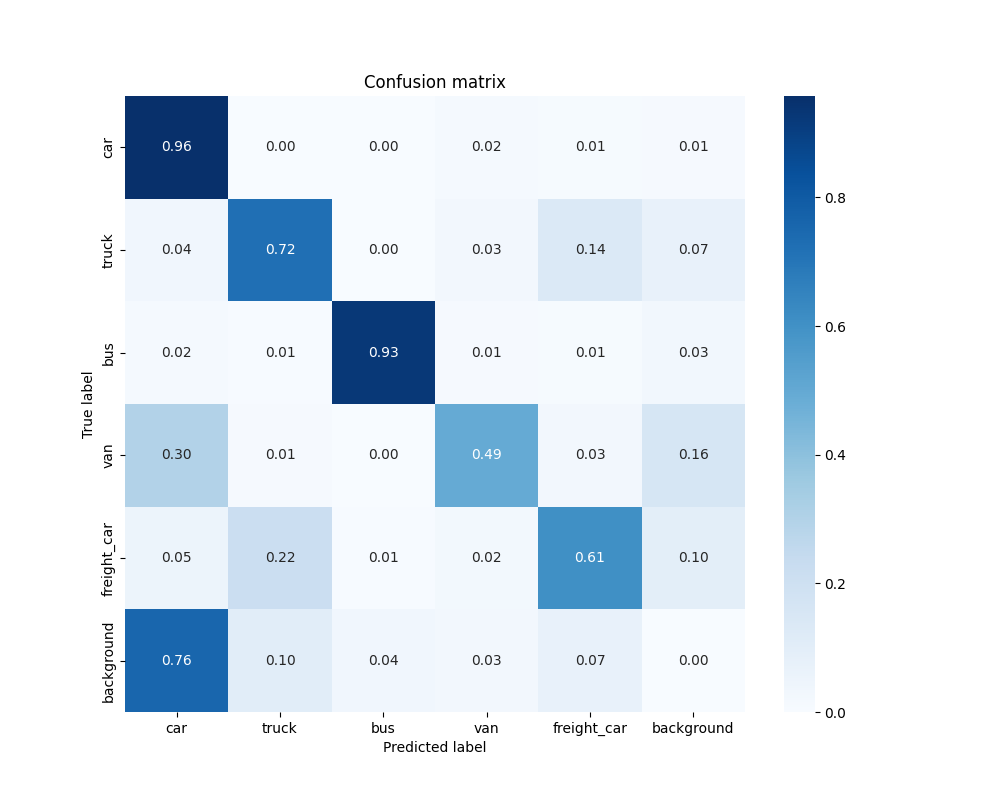 Confusion matrix
car 0.96 0.00 0.00 0.02 0.01 0.01
truck 0.04 0.72 0.00 0.03 0.14 0.07
bus 0.02 0.01 0.93 0.01 0.01 0.03
van 0.30 0.01 0.00 0.49 0.03 0.16
freight_car 0.05 0.22 0.01 0.02 0.61 0.10
background 0.76 0.10 0.04 0.03 0.07 0.00
True label
car truck bus van freight_car background
Predicted label
0.8
0.6
0.4
0.2
0.0